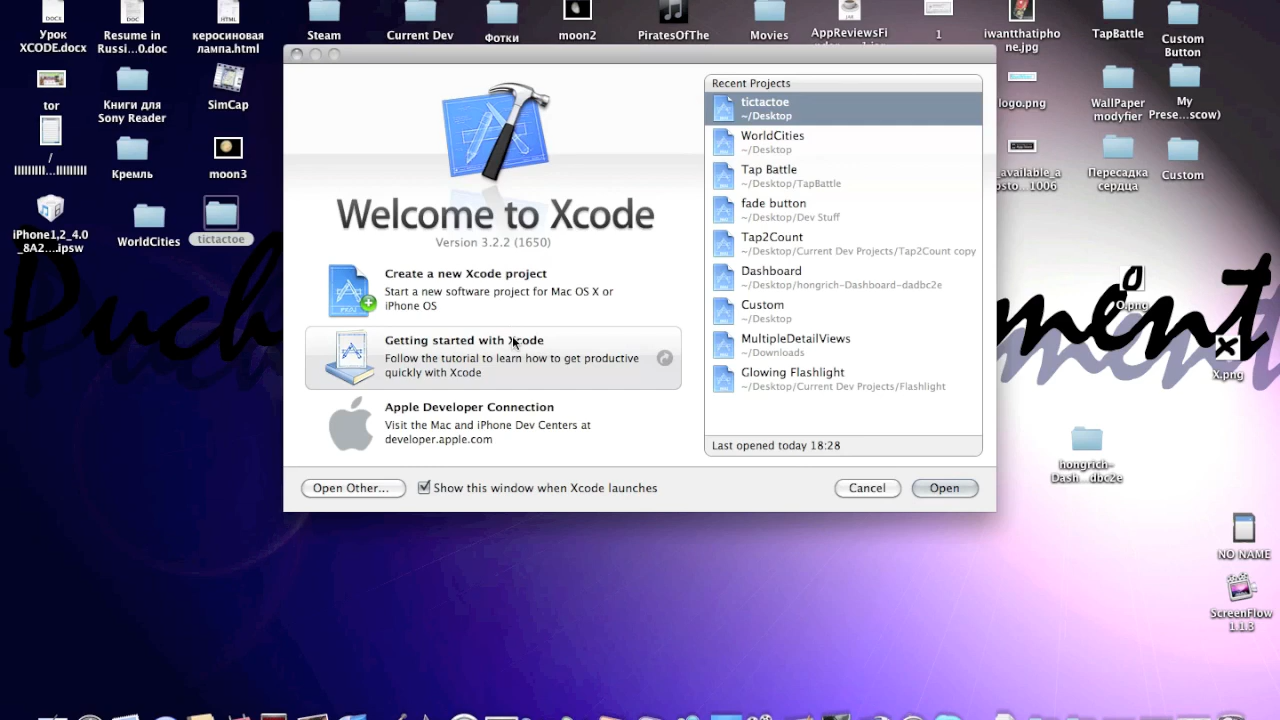 Урок
XCODE.docx
Resume in
Russi...0.doc
керосиновая
лампа.html
Steam
Current Dev
Фотки
moon2
PiratesOfThe
Movies
1
iwanttthatipho
ne.jpg
TapBattle
Custom
Button
tor
Книги для
Sony Reader
SimCap
logo.png
WallPaper
modyfier
My
Prese...scow)
Кремль
moon3
Пересадка
сердца
Custom
iPhone1,2_4.0
_8A2....ipsw
WorldCities
tictactoe
Welcome to Xcode
Version 3.2.2 (1650)
Create a new Xcode project
Start a new software project for Mac OS X or
iPhone OS
Getting started with Xcode
Follow the tutorial to learn how to get productive
quickly with Xcode
Apple Developer Connection
Visit the Mac and iPhone Dev Centers at
developer.apple.com
Recent Projects
tictactoe
~/Desktop
WorldCities
~/Desktop
Tap Battle
~/Desktop/TapBattle
fade button
~/Desktop/Dev Stuff
Tap2Count
~/Desktop/Current Dev Projects/Tap2Count copy
Dashboard
~/Desktop/hongrich-Dashboard-dadbc2e
Custom
~/Desktop
MultipleDetailViews
~/Downloads
Glowing Flashlight
~/Desktop/Current Dev Projects/Flashlight
Last opened today 18:28
Open Other...
Show this window when Xcode launches
Cancel
Open
Puch
ment
O.png
X.png
hongrich-
Dash...dbc2e
NO NAME
ScreenFlow
1.1.3